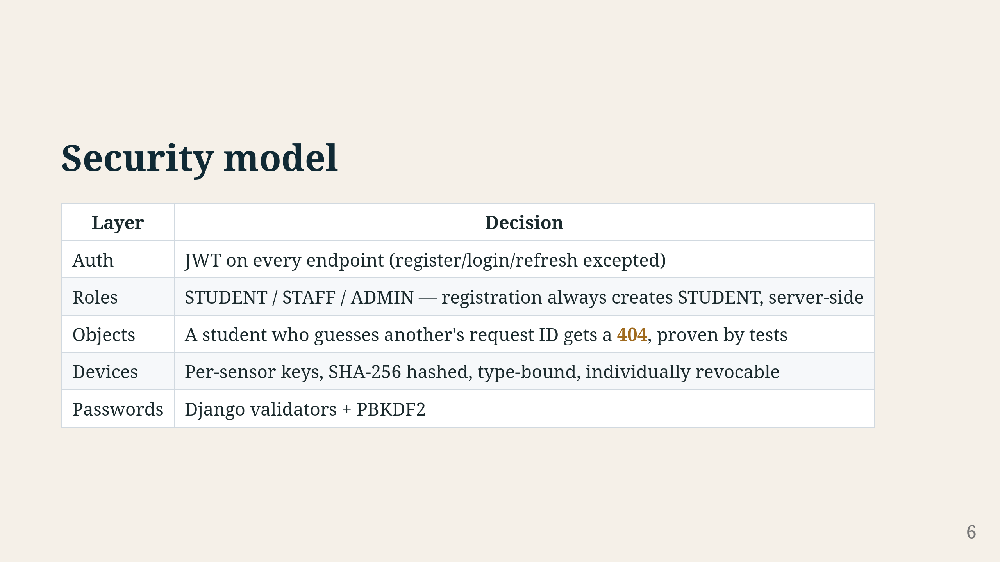 Security model
Layer Decision
Auth JWT on every endpoint (register/login/refresh excepted)
Roles STUDENT / STAFF / ADMIN — registration always creates STUDENT, server-side
Objects A student who guesses another's request ID gets a 404, proven by tests
Devices Per-sensor keys, SHA-256 hashed, type-bound, individually revocable
Passwords Django validators + PBKDF2
6